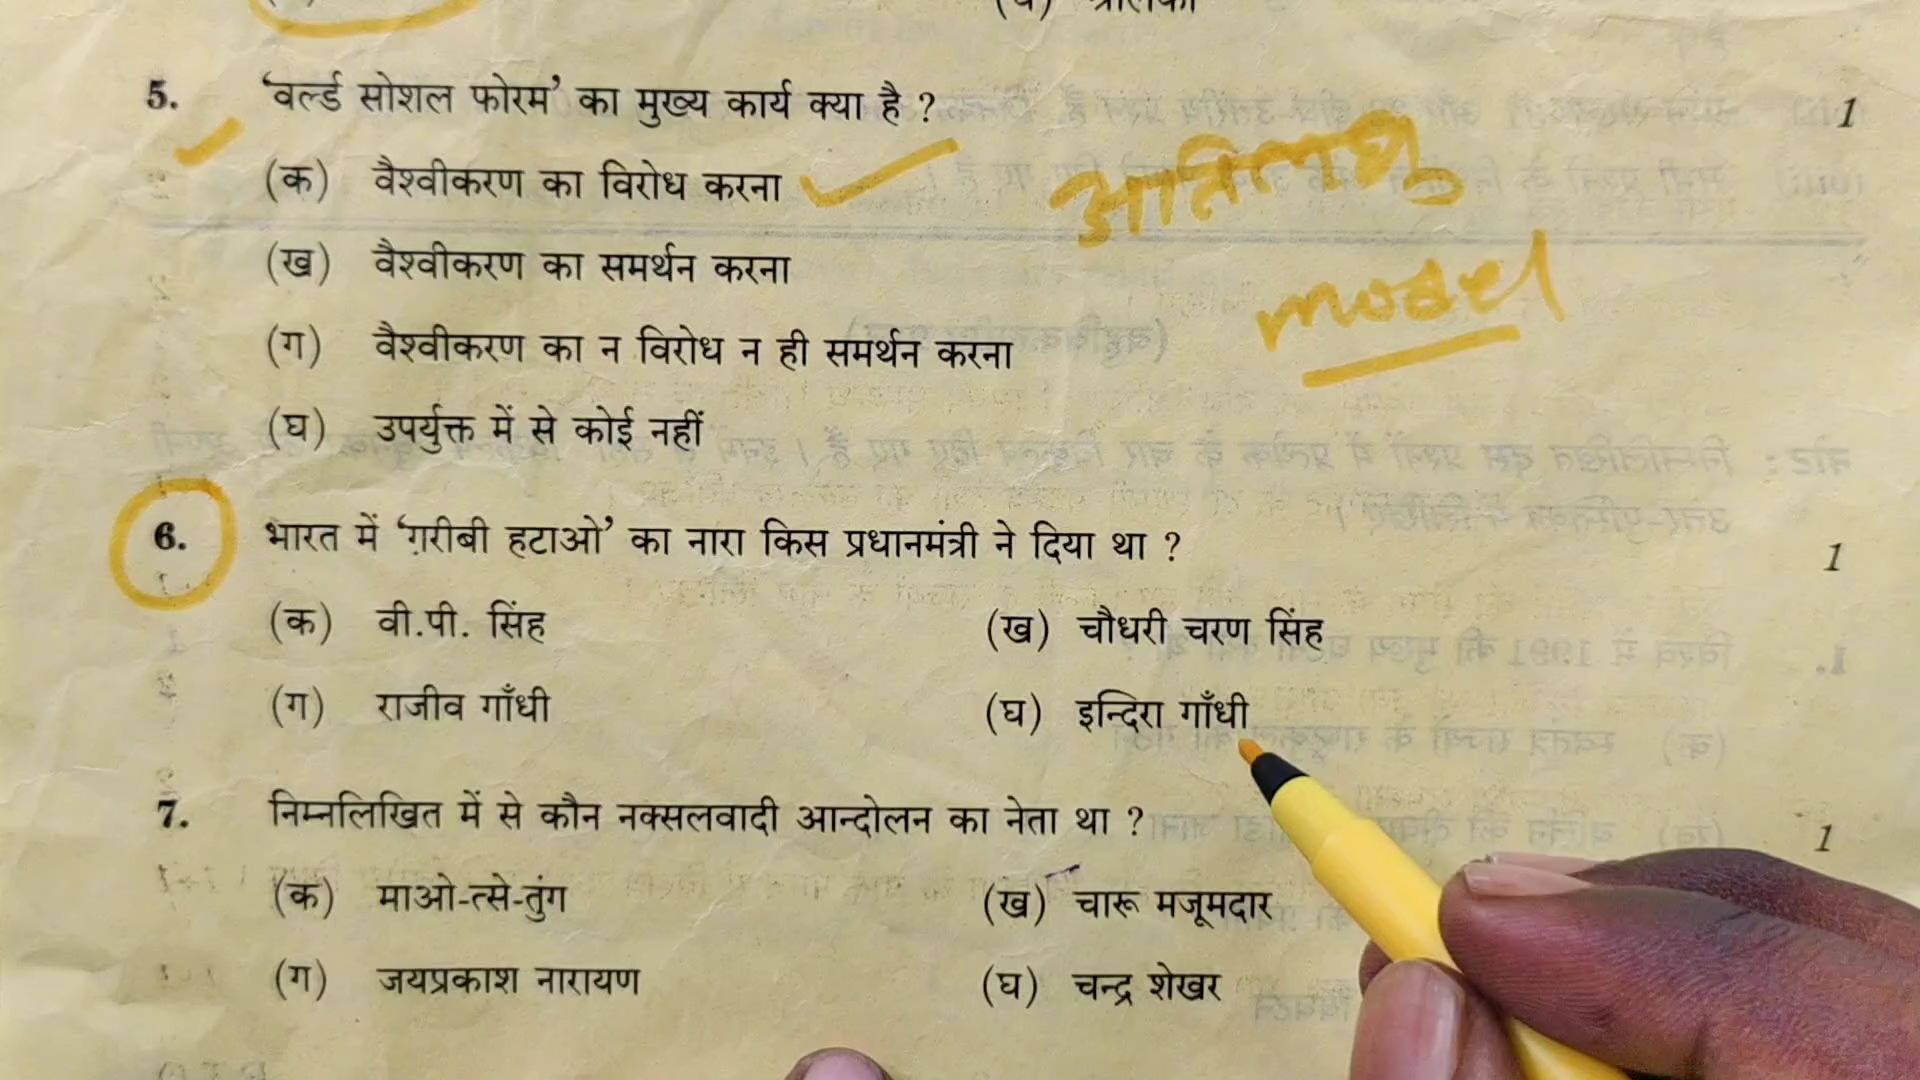 5. ‘वर्ल्ड सोशल फोरम’ का मुख्य कार्य क्या है ? 1
(क) वैश्वीकरण का विरोध करना
(ख) वैश्वीकरण का समर्थन करना
(ग) वैश्वीकरण का न विरोध न ही समर्थन करना
(घ) उपर्युक्त में से कोई नहीं
model
6. भारत में ‘ग़रीबी हटाओ’ का नारा किस प्रधानमंत्री ने दिया था ? 1
(क) वी.पी. सिंह (ख) चौधरी चरण सिंह
(ग) राजीव गाँधी (घ) इन्दिरा गाँधी
7. निम्नलिखित में से कौन नक्सलवादी आन्दोलन का नेता था ? 1
(क) माओ-त्से-तुंग (ख) चारू मजूमदार
(ग) जयप्रकाश नारायण (घ) चन्द्र शेखर